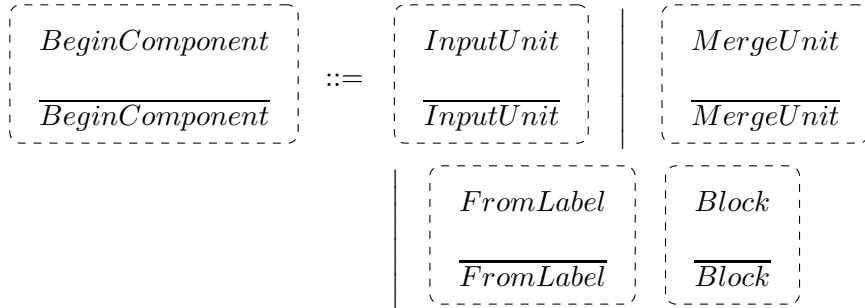 BeginComponent ::= InputUnit | MergeUnit
BeginComponent InputUnit MergeUnit
| FromLabel Block
FromLabel Block